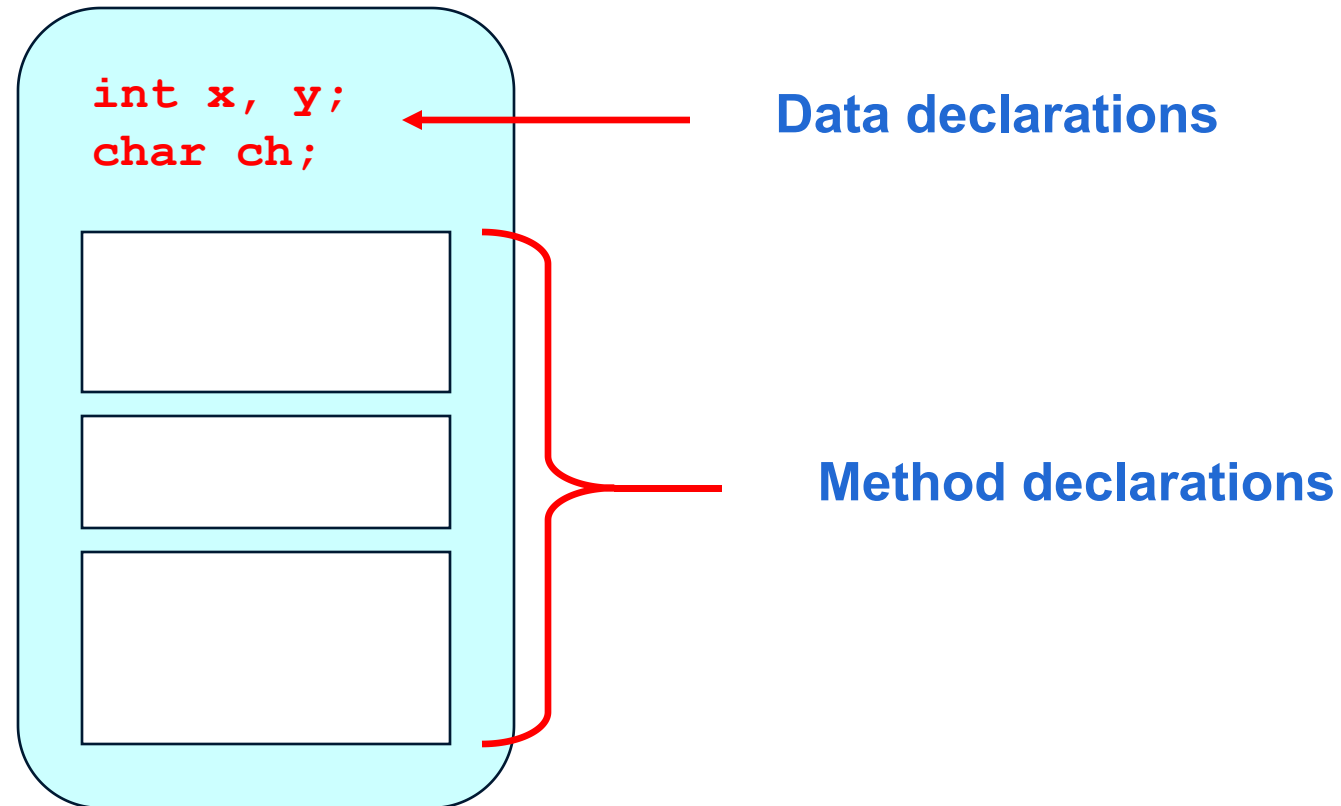 int x, y;
char ch;
Data declarations
Method declarations